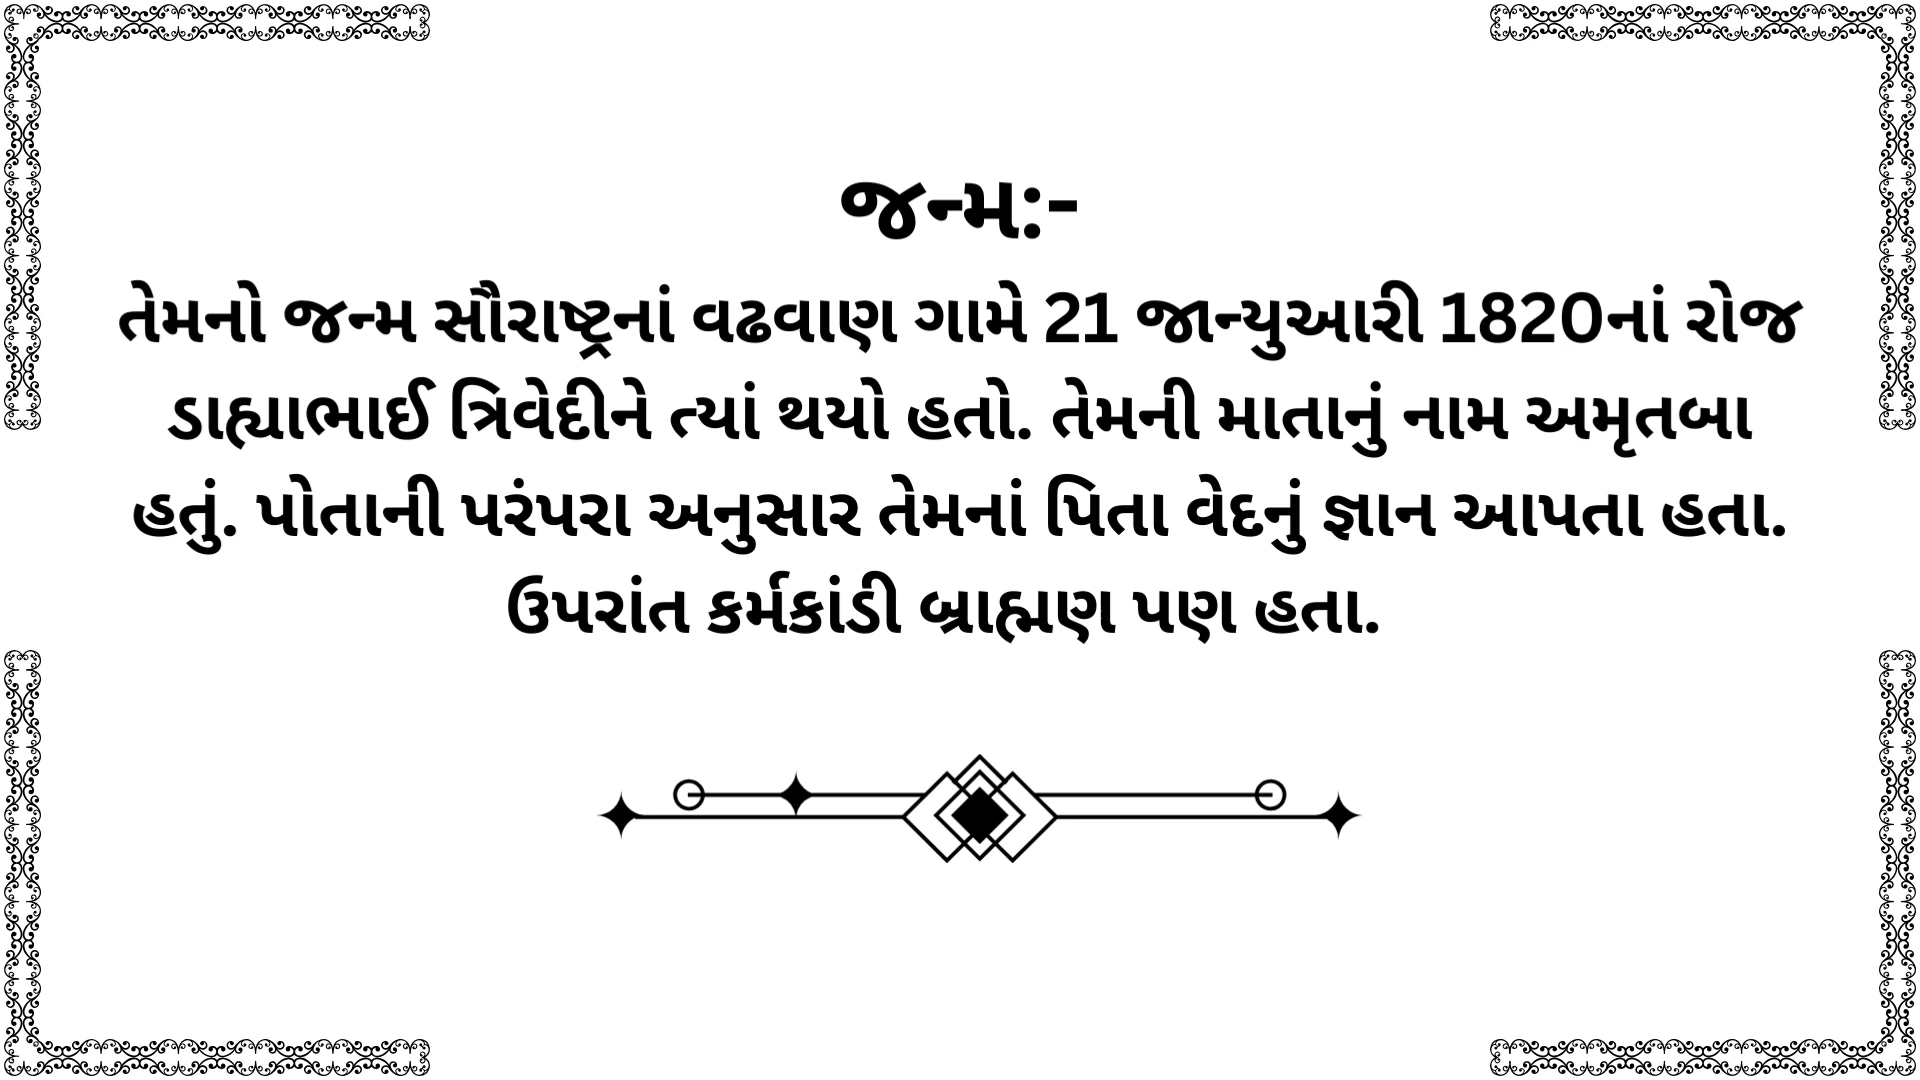 જન્મ:-
તેમનો જન્મ સૌરાષ્ટ્રનાં વઢવાણ ગામે 21 જાન્યુઆરી 1820નાં રોજ
ડાહ્યાભાઈ ત્રિવેદીને ત્યાં થયો હતો. તેમની માતાનું નામ અમૃતબા
હતું. પોતાની પરંપરા અનુસાર તેમનાં પિતા વેદનું જ્ઞાન આપતા હતા.
ઉપરાંત કર્મકાંડી બ્રાહ્મણ પણ હતા.